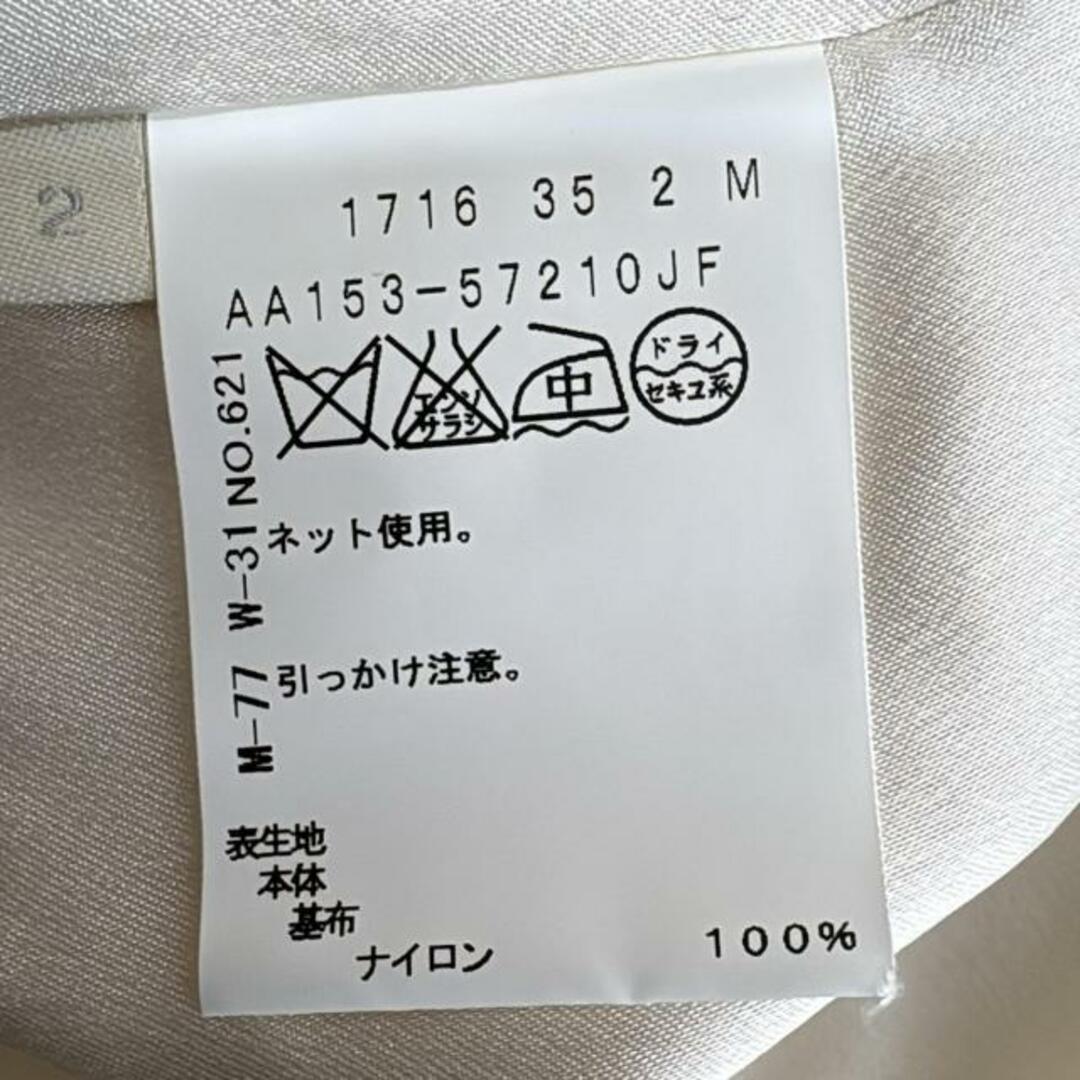 2
1716 35 2 M
AA153-57210JF
エンソ
サラシ
中
ドライ
セキユ系
M-77 W-31 NO.621
ネット使用。
引っかけ注意。
表生地
本体
基布
ナイロン 100%